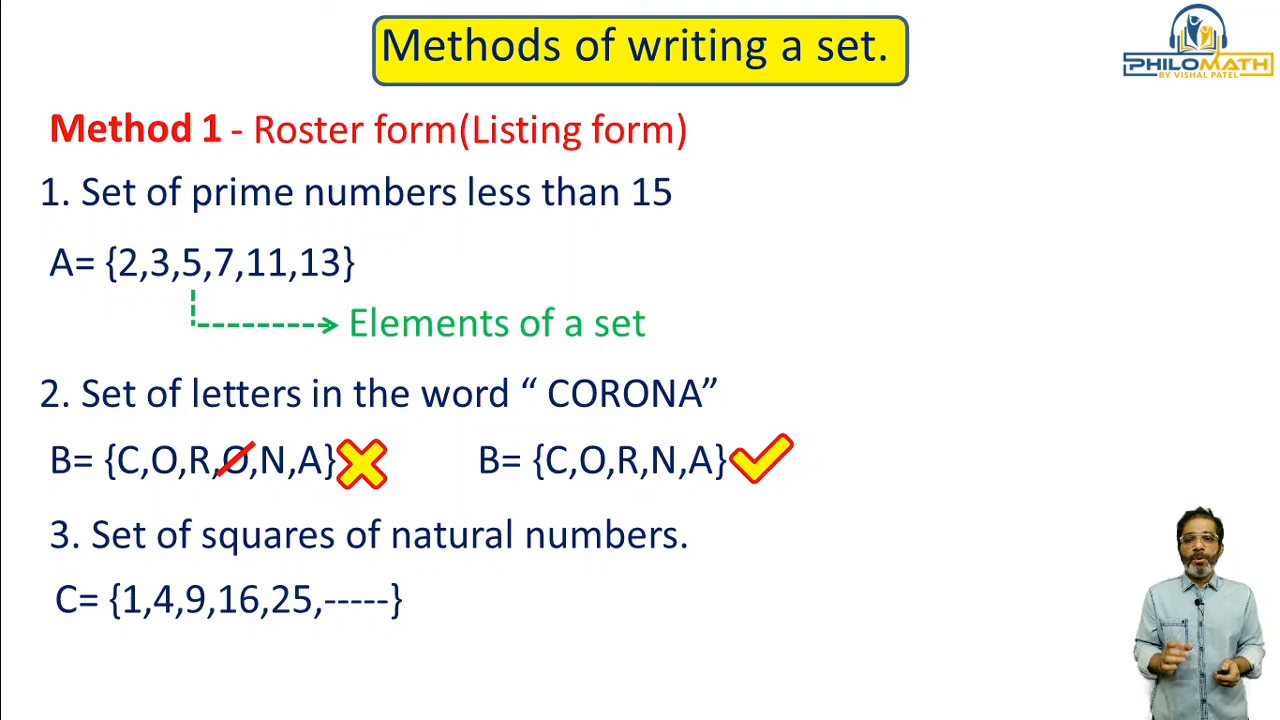 Methods of writing a set.
PHILOMATH
BY VISHAL PATEL
Method 1 - Roster form(Listing form)
1. Set of prime numbers less than 15
A= {2,3,5,7,11,13}
Elements of a set
2. Set of letters in the word “ CORONA”
B= {C,O,R,O,N,A} B= {C,O,R,N,A}
3. Set of squares of natural numbers.
C= {1,4,9,16,25,-----}